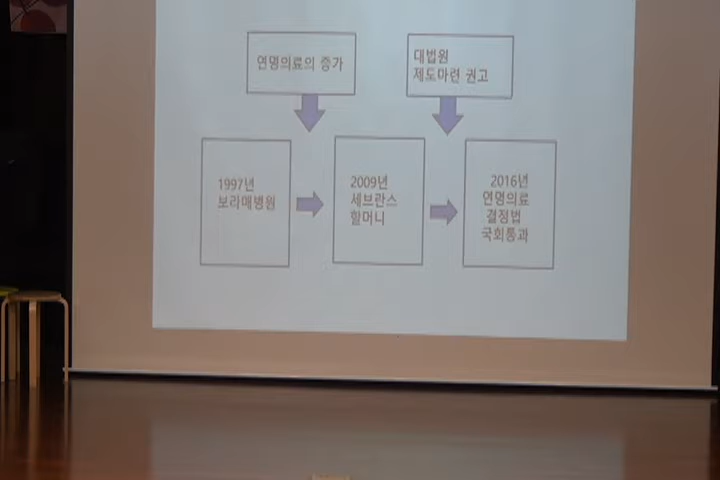 연명의료의 증가
대법원
제도마련 권고
1997년
보라매병원
2009년
세브란스
할머니
2016년
연명의료
결정법
국회통과